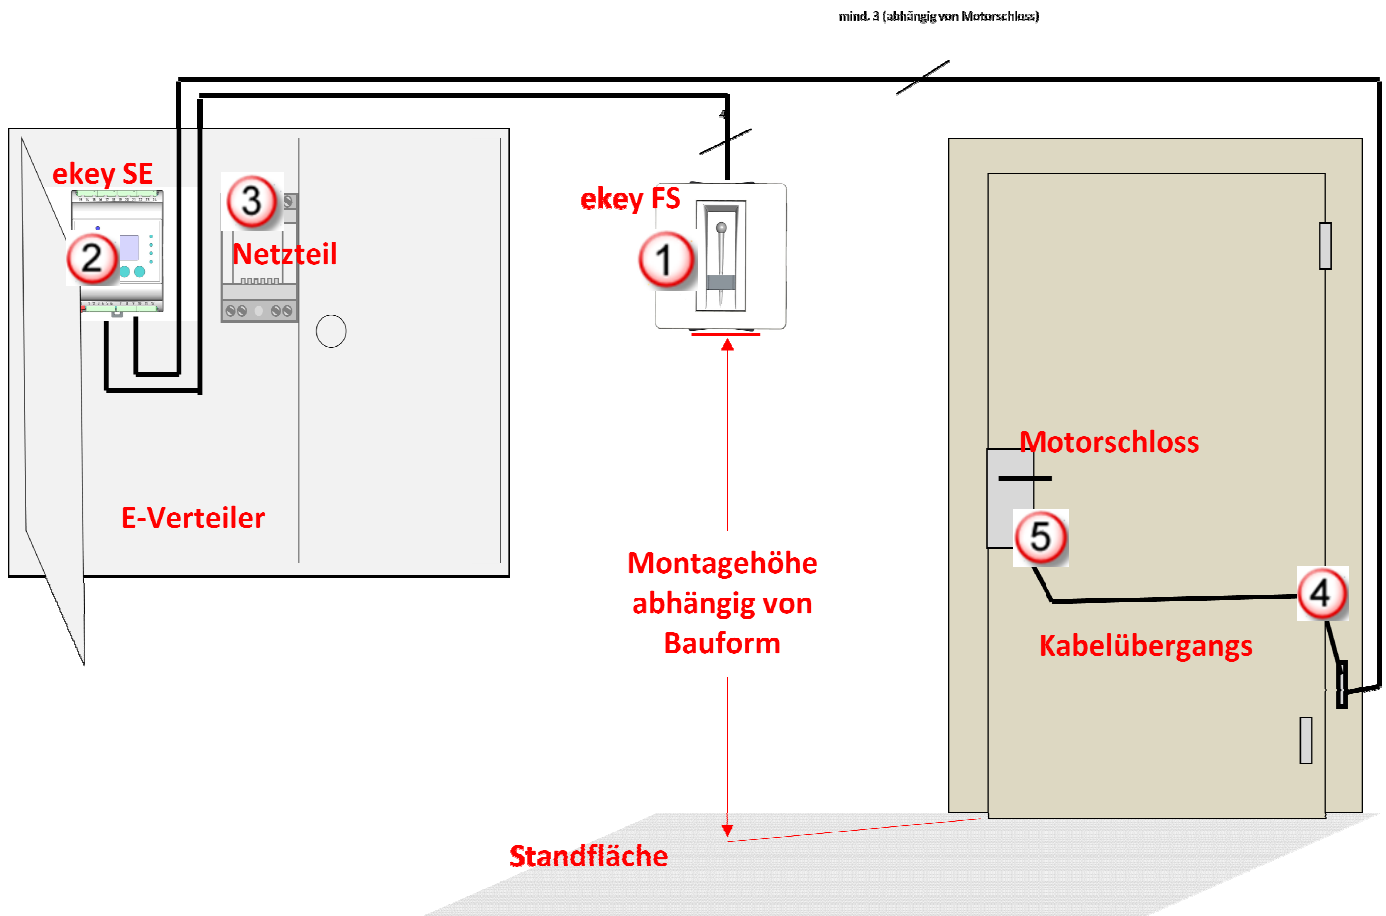 mind. 3 (abhängig von Motorschloss)
4
ekey SE
3
ekey FS
2
Netzteil
1
Motorschloss
E-Verteiler
5
Montagehöhe
abhängig von
Bauform
4
Kabelübergangs
Standfläche